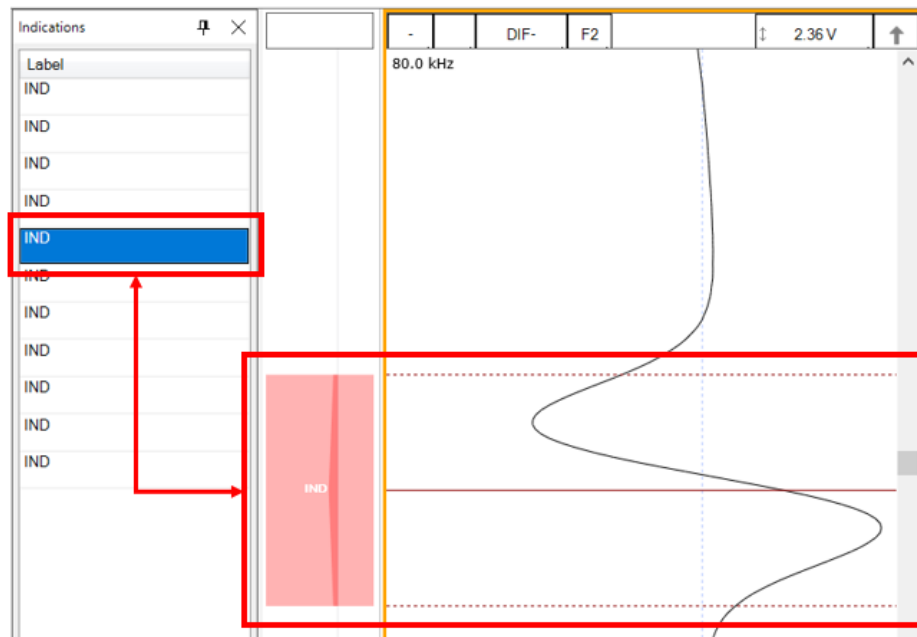 Indications
Label
IND
IND
IND
IND
IND
IND
IND
IND
IND
IND
IND
IND
- DIF- F2 2.36 V
80.0 kHz